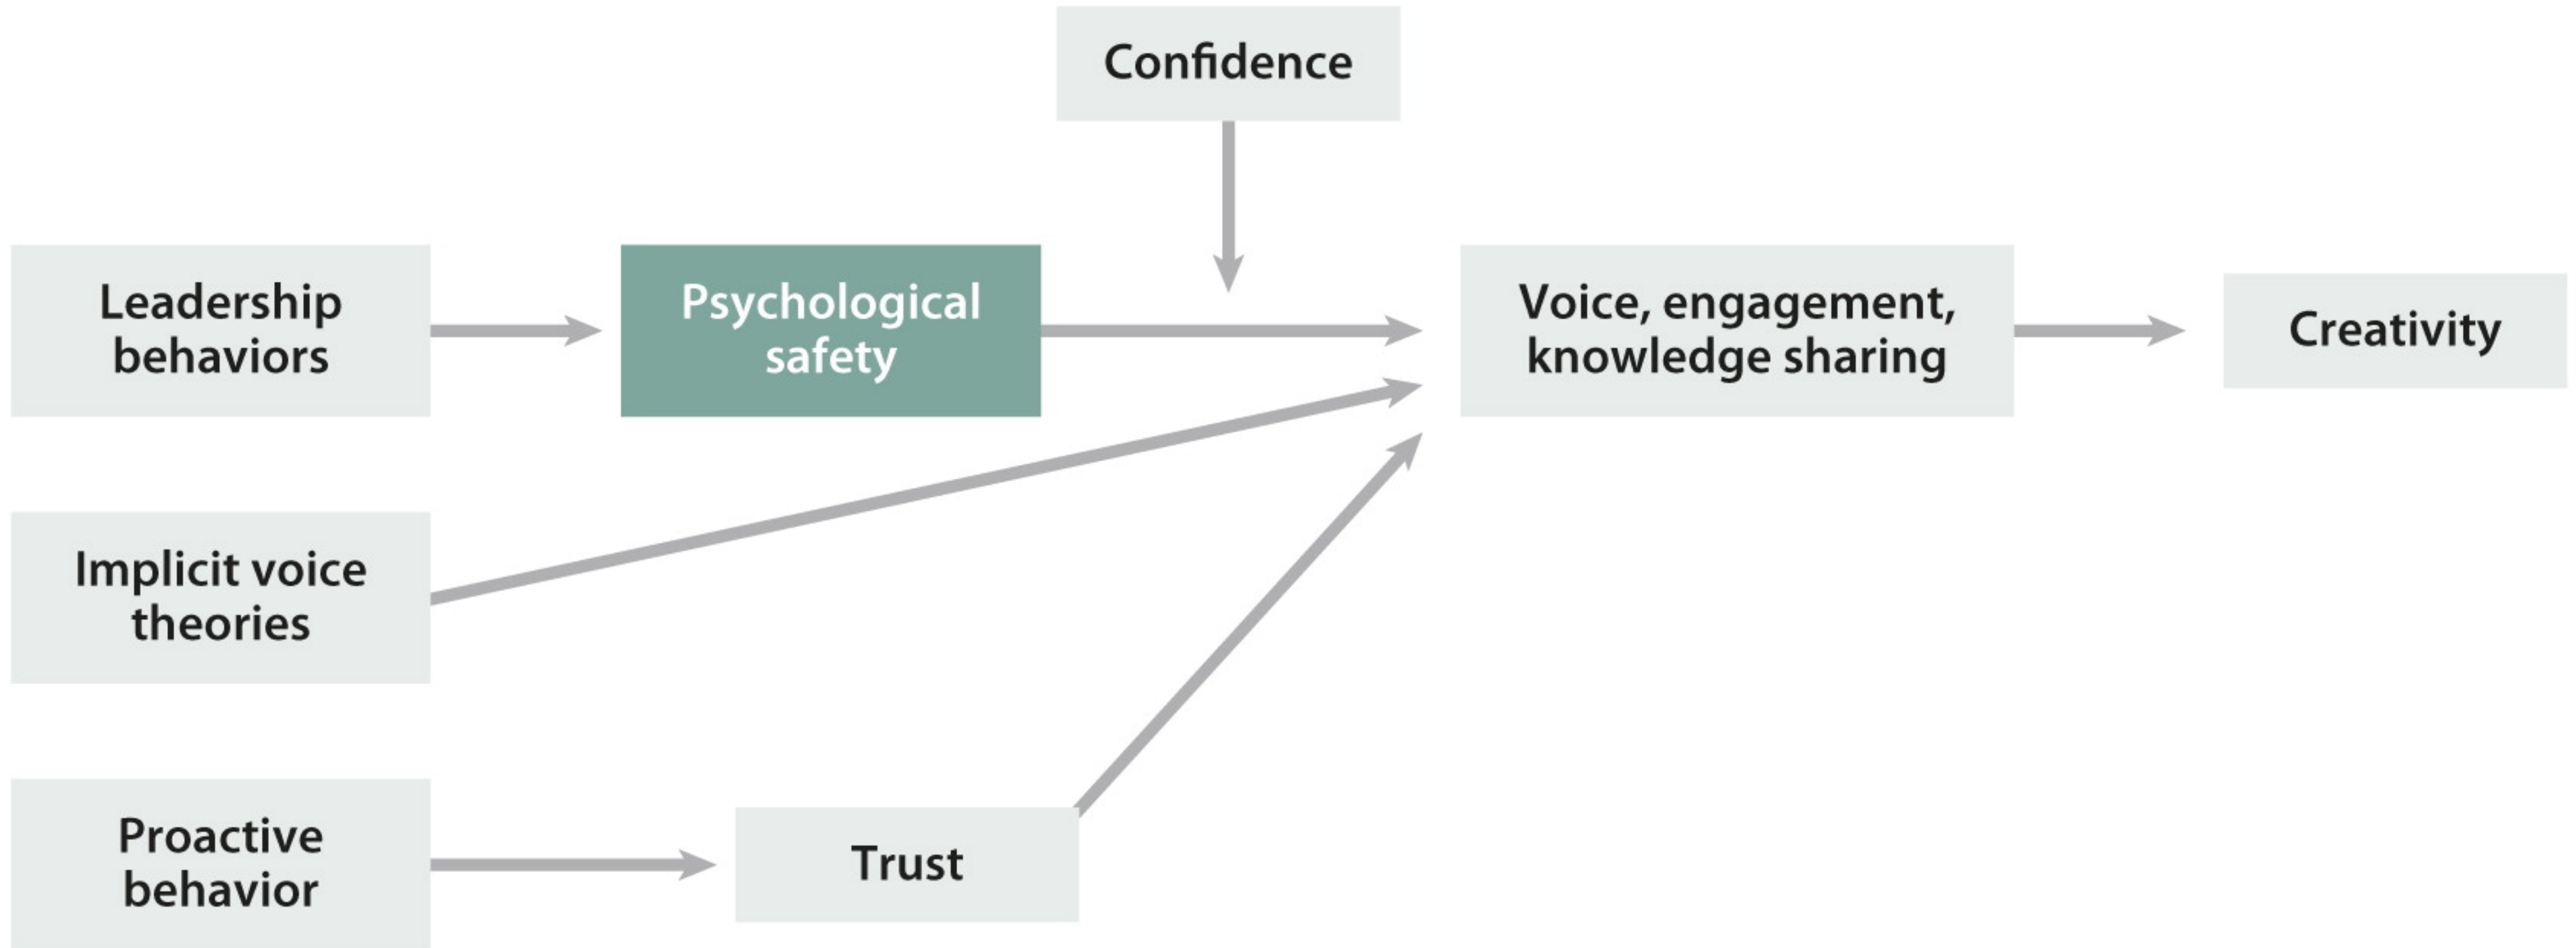 Confidence
Leadership
behaviors
Psychological
safety
Voice, engagement,
knowledge sharing
Creativity
Implicit voice
theories
Proactive
behavior
Trust